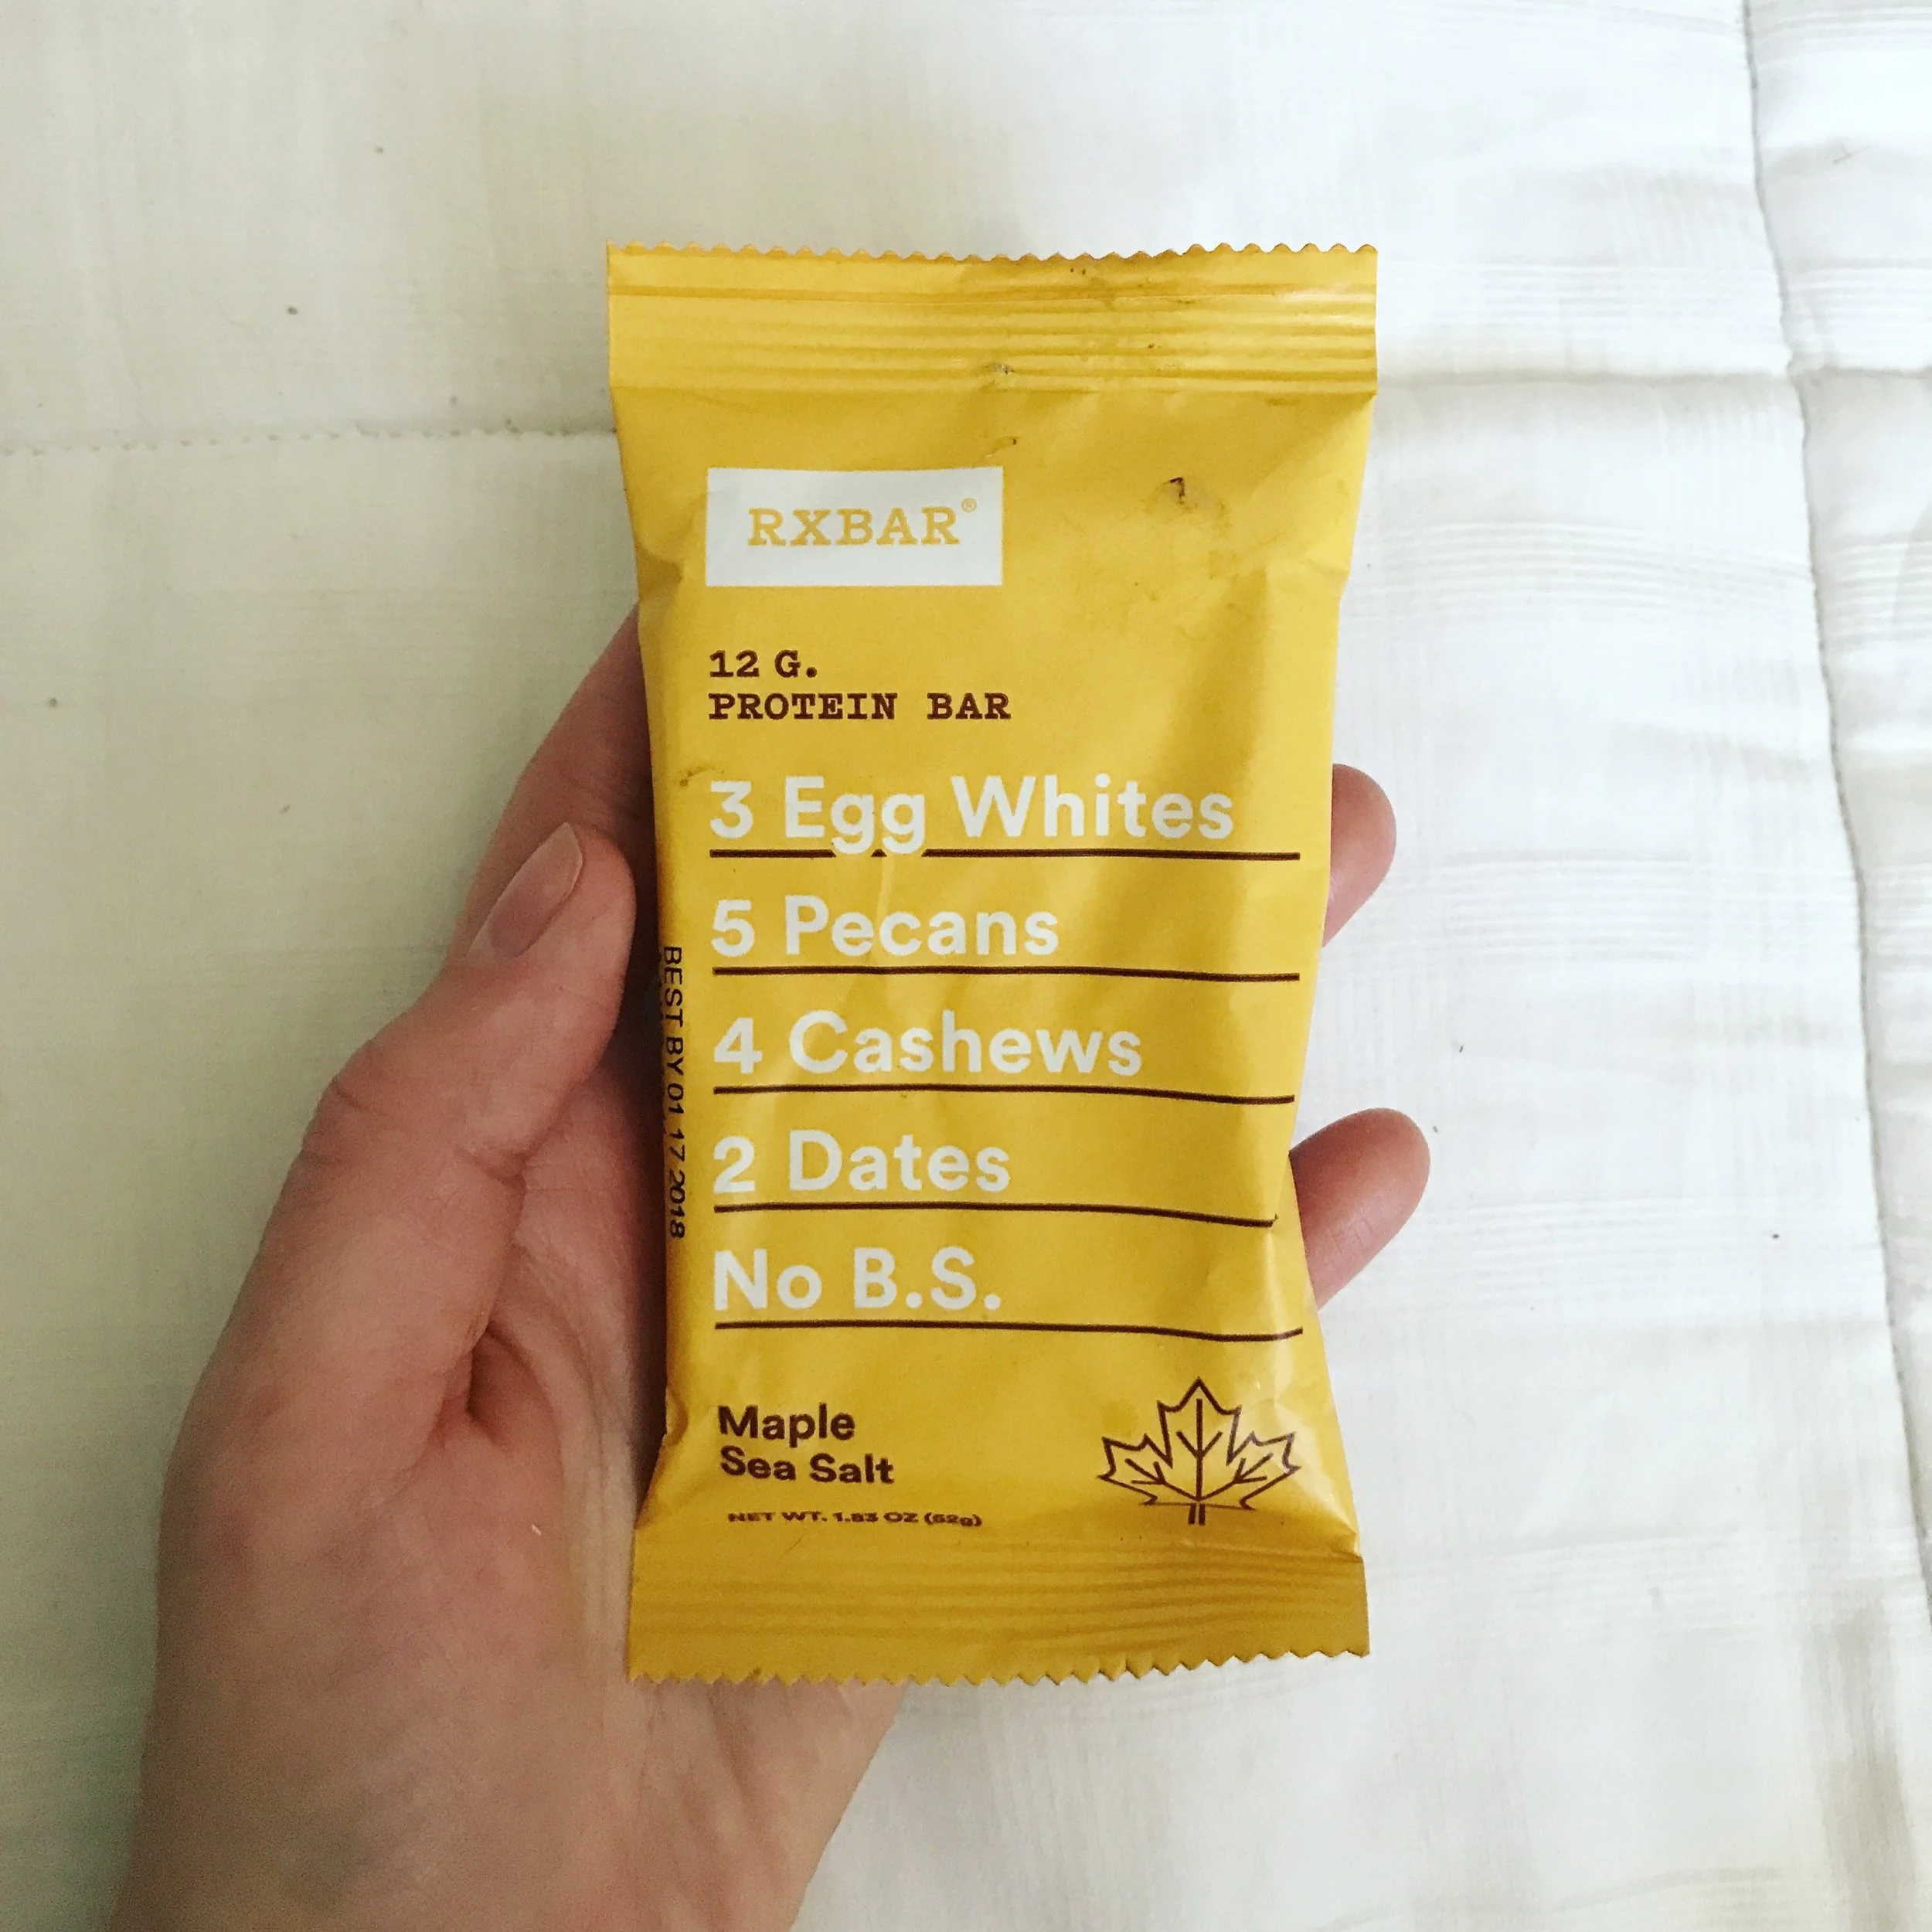 RXBAR®
12 G.
PROTEIN BAR
3 Egg Whites
5 Pecans
4 Cashews
2 Dates
No B.S.
Maple
Sea Salt
NET WT. 1.83 OZ (52g)
BEST BY 01 17 2018